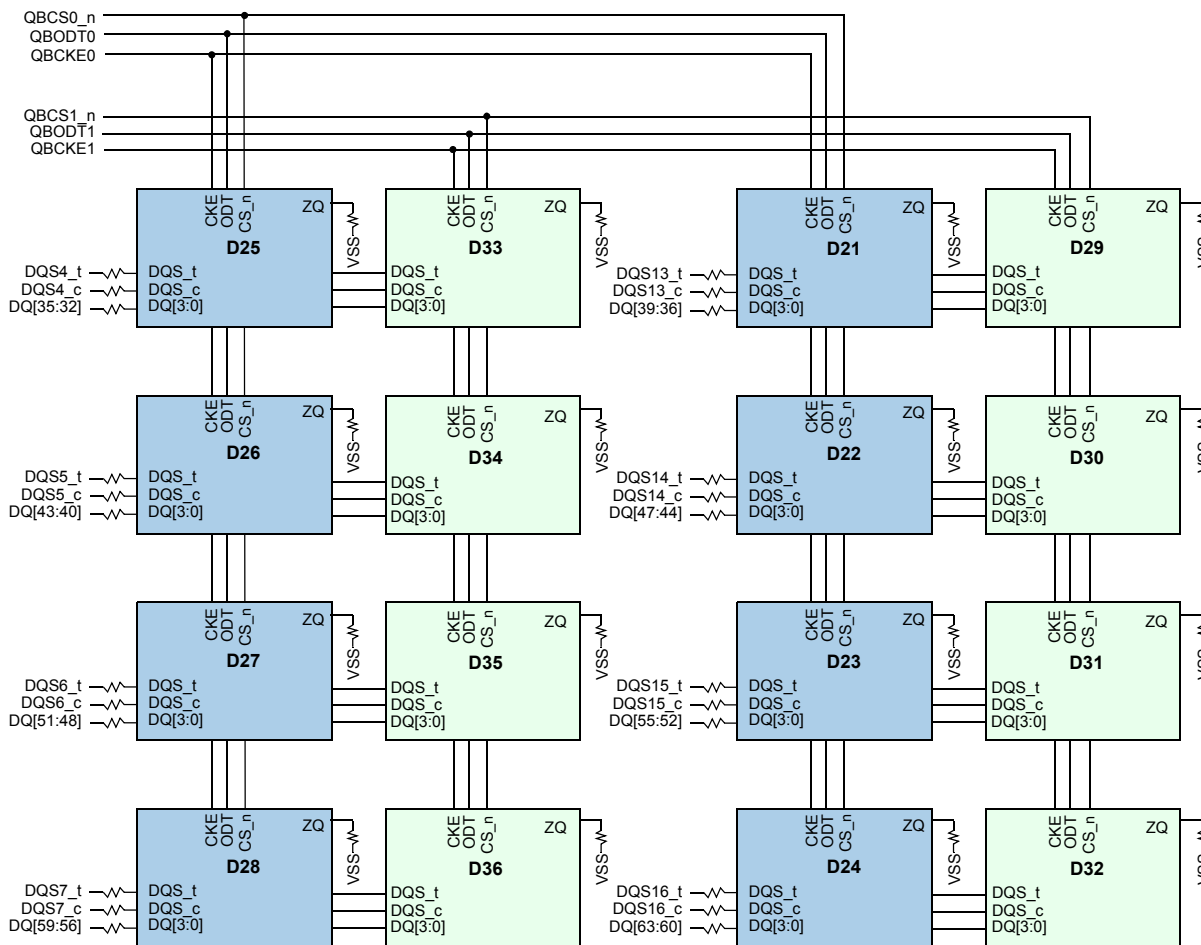 QBCS0_n
QBODT0
QBCKE0
QBCS1_n
QBODT1
QBCKE1
CKE ODT CS_n ZQ VSS
D25
DQS4_t DQS_t
DQS4_c DQS_c
DQ[35:32] DQ[3:0]
CKE ODT CS_n ZQ VSS
D33
DQS_t
DQS_c
DQ[3:0]
CKE ODT CS_n ZQ VSS
D21
DQS13_t DQS_t
DQS13_c DQS_c
DQ[39:36] DQ[3:0]
CKE ODT CS_n ZQ VSS
D29
DQS_t
DQS_c
DQ[3:0]
CKE ODT CS_n ZQ VSS
D26
DQS5_t DQS_t
DQS5_c DQS_c
DQ[43:40] DQ[3:0]
CKE ODT CS_n ZQ VSS
D34
DQS_t
DQS_c
DQ[3:0]
CKE ODT CS_n ZQ VSS
D22
DQS14_t DQS_t
DQS14_c DQS_c
DQ[47:44] DQ[3:0]
CKE ODT CS_n ZQ VSS
D30
DQS_t
DQS_c
DQ[3:0]
CKE ODT CS_n ZQ VSS
D27
DQS6_t DQS_t
DQS6_c DQS_c
DQ[51:48] DQ[3:0]
CKE ODT CS_n ZQ VSS
D35
DQS_t
DQS_c
DQ[3:0]
CKE ODT CS_n ZQ VSS
D23
DQS15_t DQS_t
DQS15_c DQS_c
DQ[55:52] DQ[3:0]
CKE ODT CS_n ZQ VSS
D31
DQS_t
DQS_c
DQ[3:0]
CKE ODT CS_n ZQ VSS
D28
DQS7_t DQS_t
DQS7_c DQS_c
DQ[59:56] DQ[3:0]
CKE ODT CS_n ZQ VSS
D36
DQS_t
DQS_c
DQ[3:0]
CKE ODT CS_n ZQ VSS
D24
DQS16_t DQS_t
DQS16_c DQS_c
DQ[63:60] DQ[3:0]
CKE ODT CS_n ZQ VSS
D32
DQS_t
DQS_c
DQ[3:0]